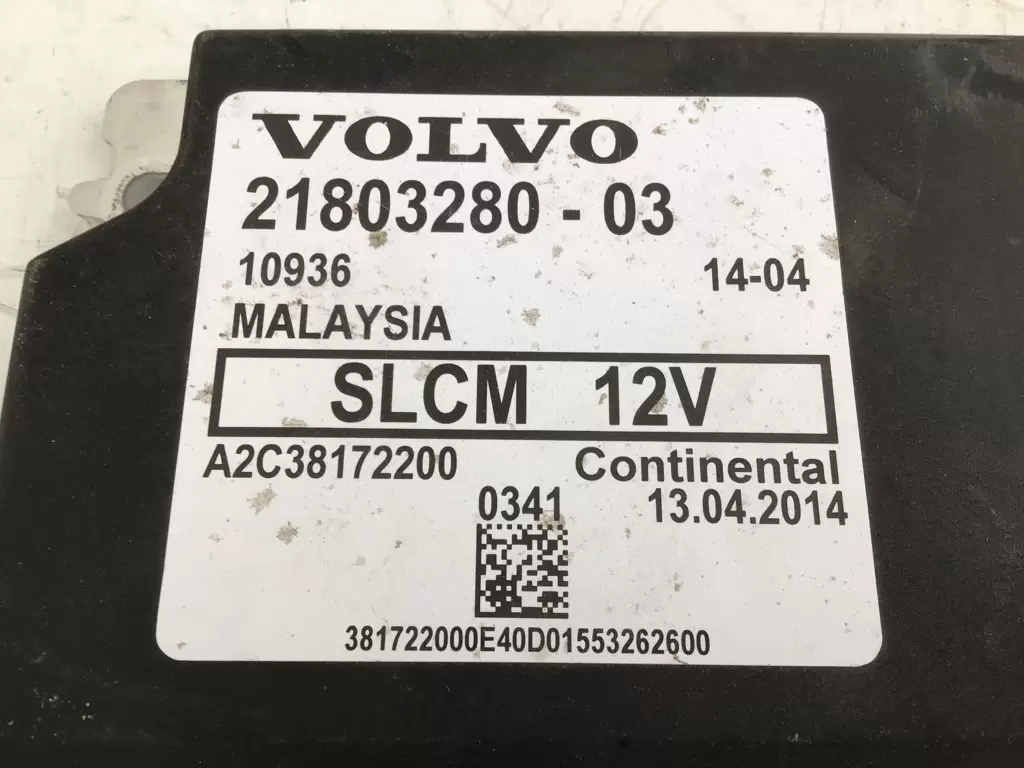 VOLVO
21803280 - 03
10936 14-04
MALAYSIA
SLCM 12V
A2C38172200 Continental
0341 13.04.2014
381722000E40D01553262600